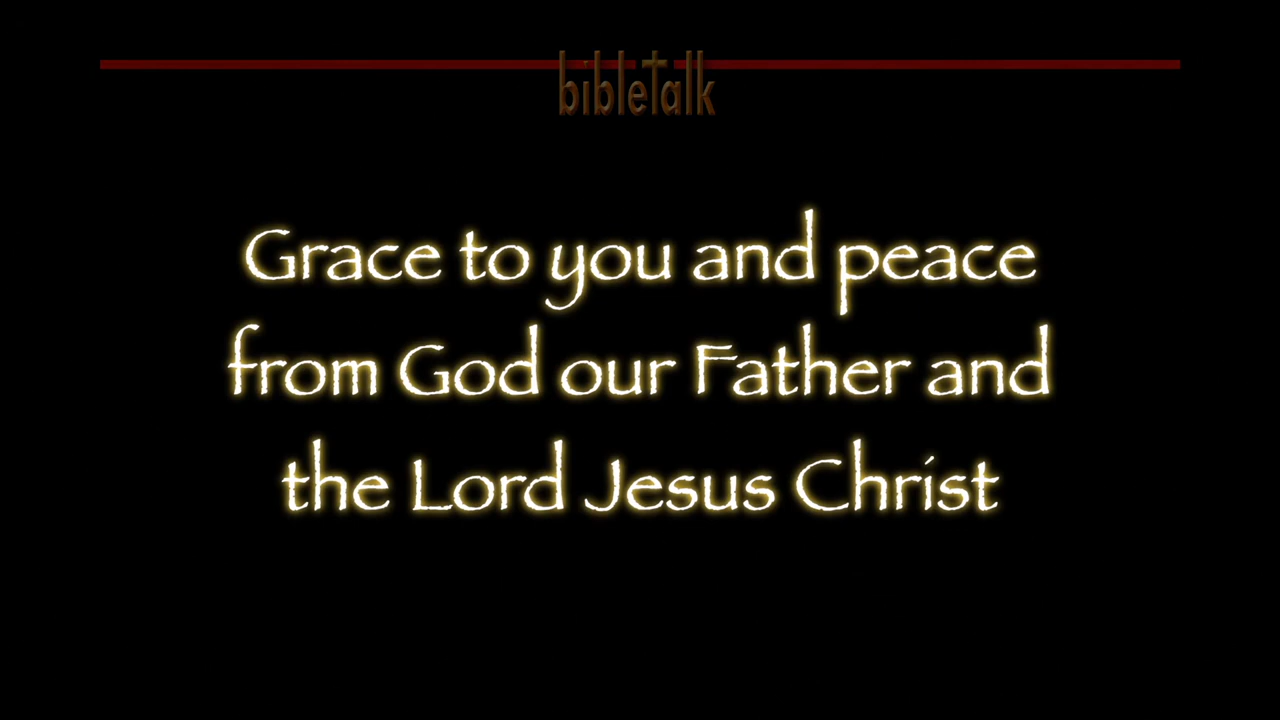 bibleTalk
Grace to you and peace
from God our Father and
the Lord Jesus Christ